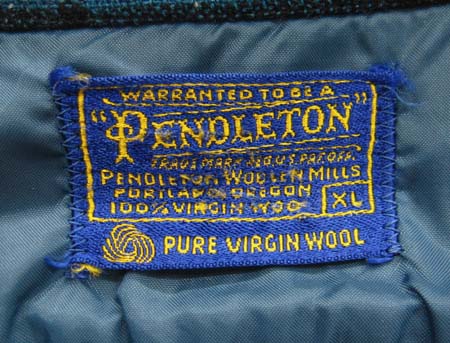 WARRANTED TO BE A
"PENDLETON"
TRADE MARK REG. U.S. PAT. OFF.
PENDLETON WOOLEN MILLS
PORTLAND, OREGON
100% VIRGIN WOOL
XL
PURE VIRGIN WOOL